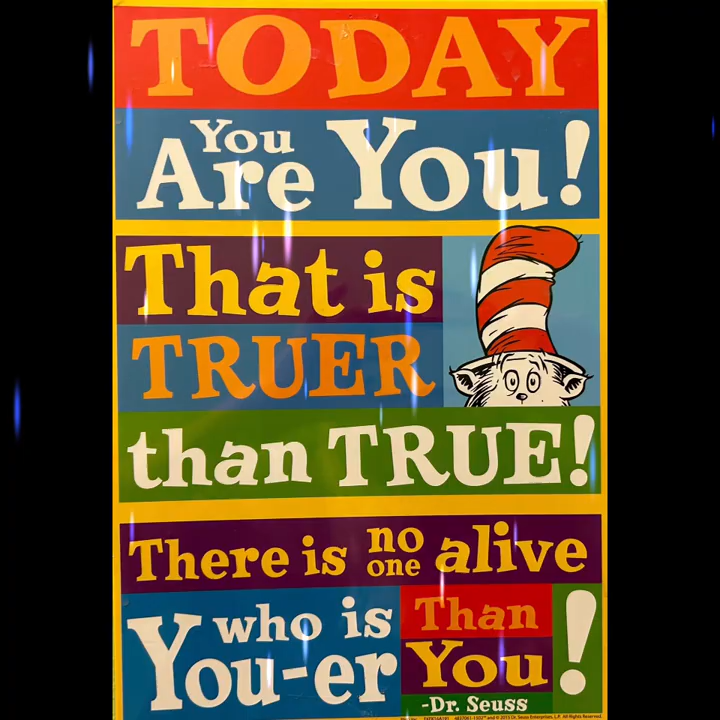 TODAY
You
Are You!
That is
TRUER
than TRUE!
There is no one alive
who is
You-er
Than
You!
-Dr. Seuss